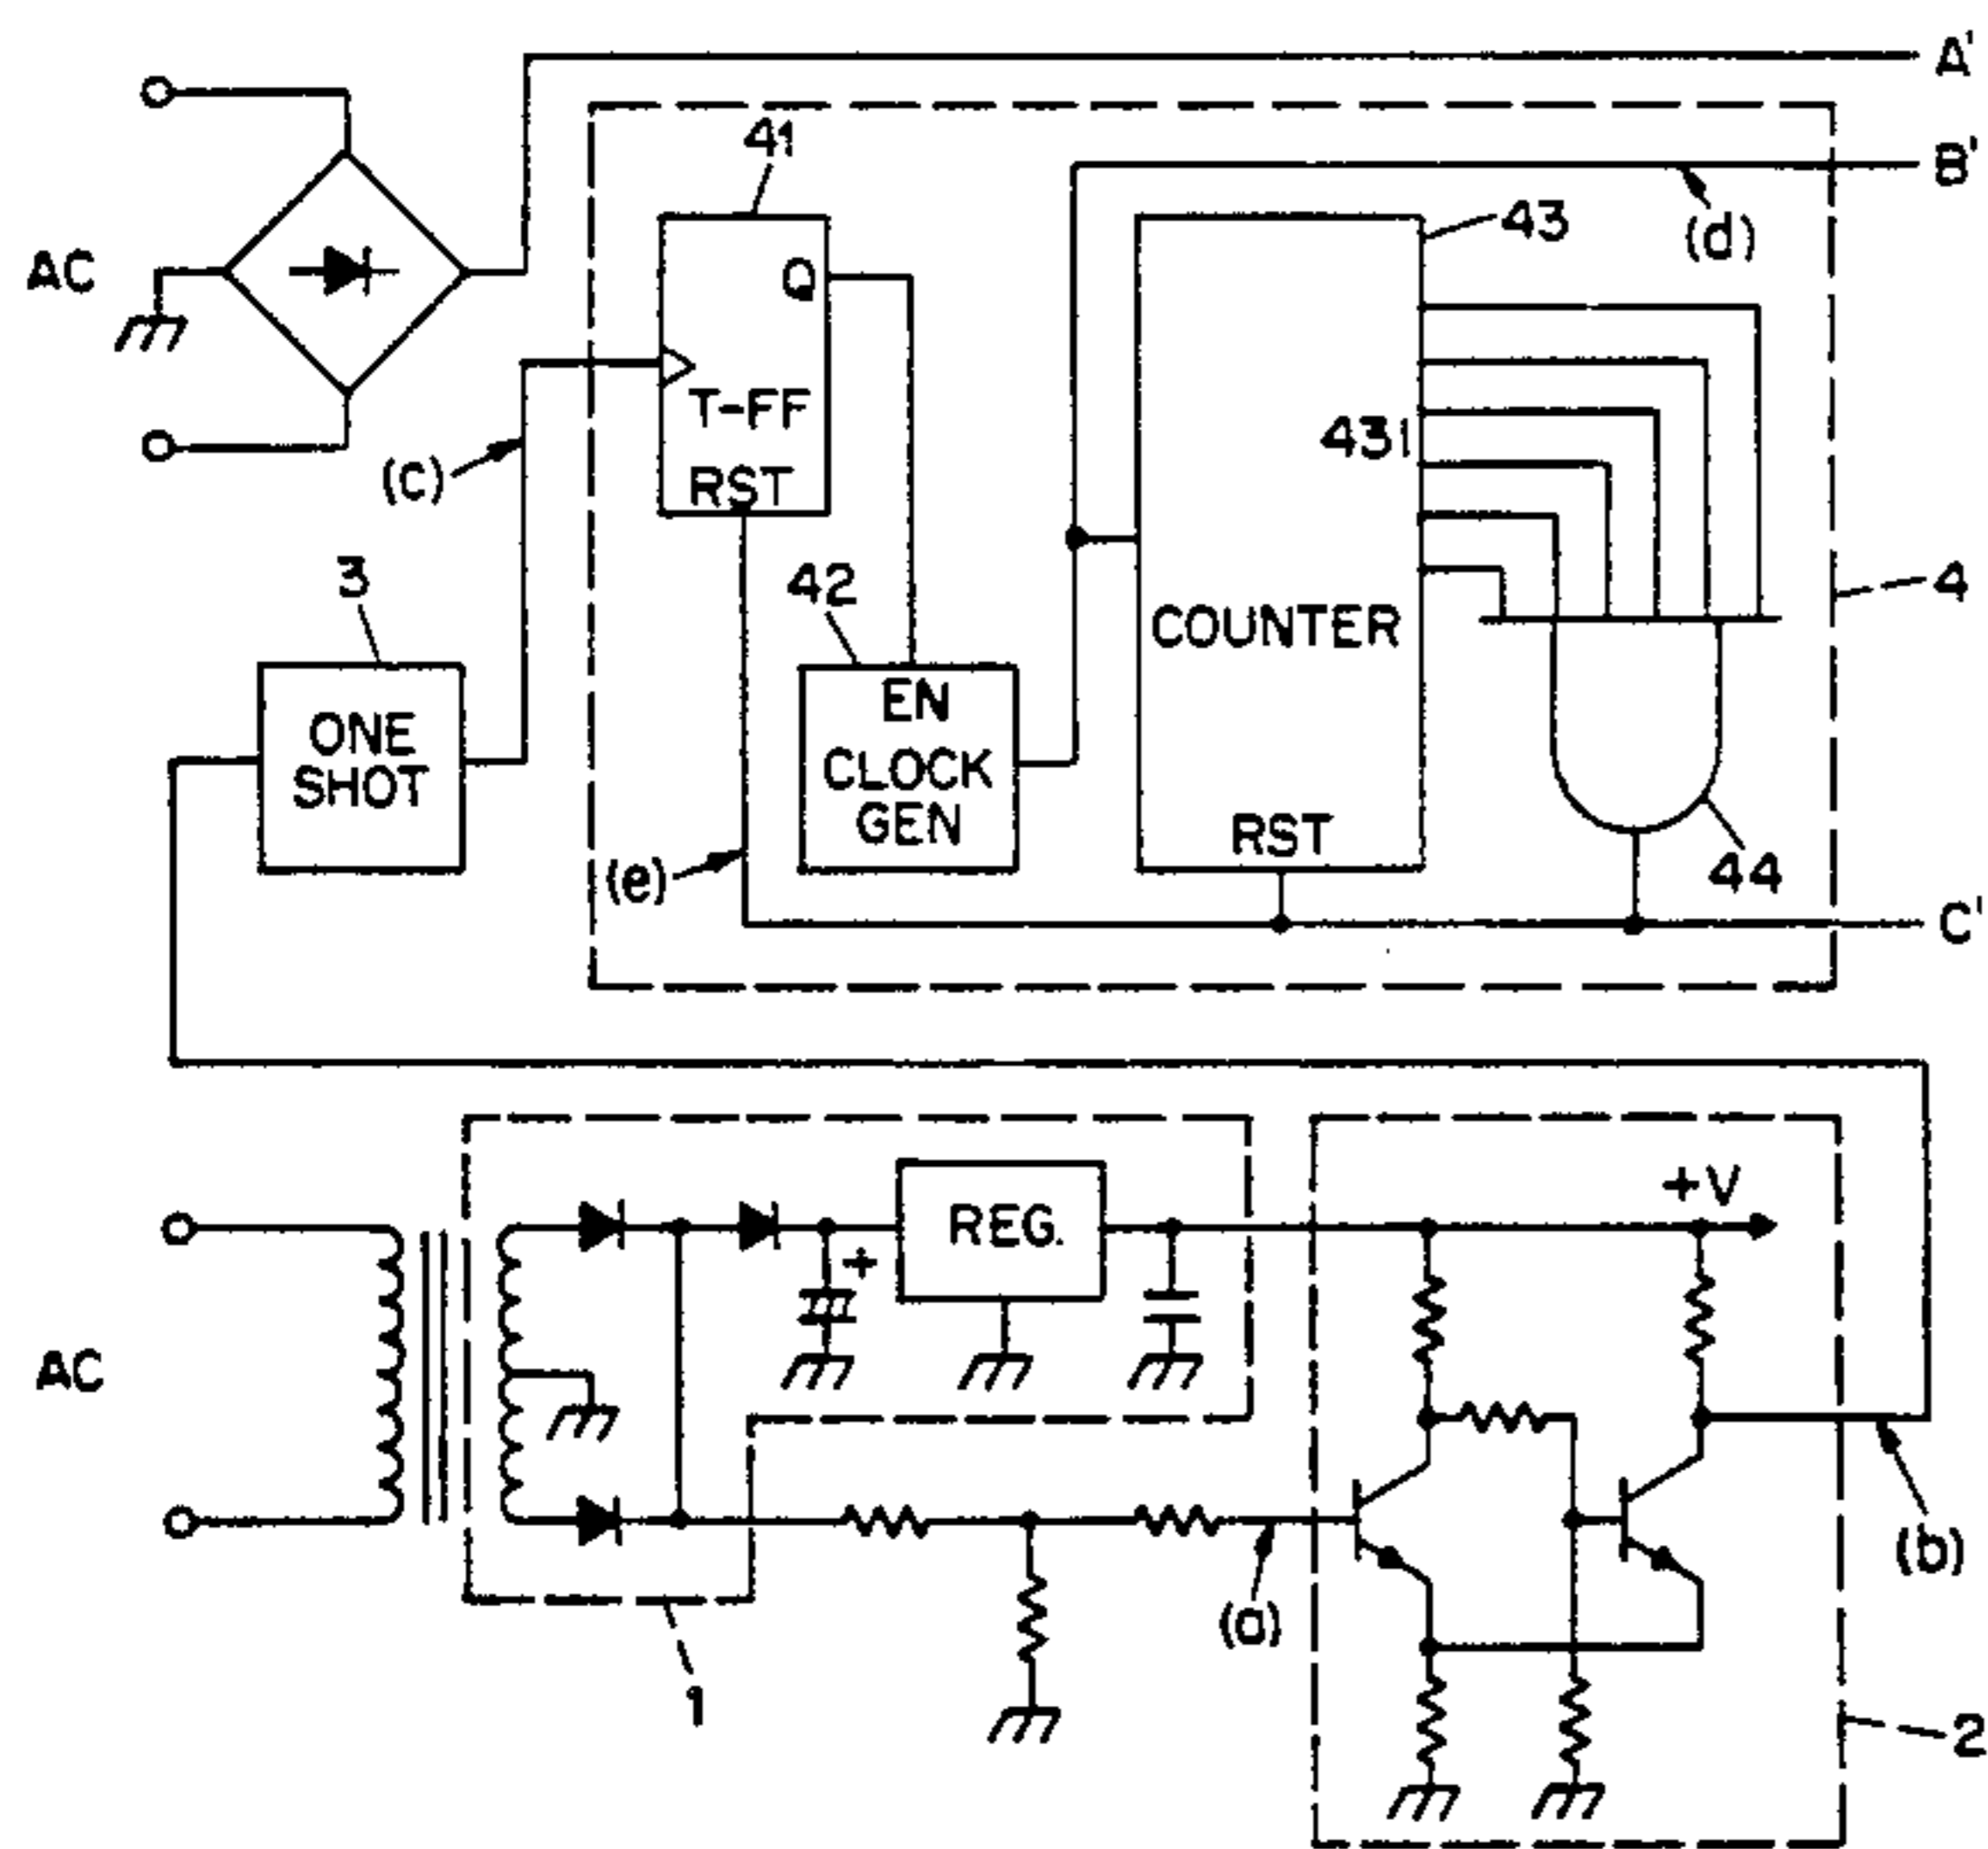 A'
B'
41
43
(d)
AC
Q
T-FF
RST
431
(c)
3
42
4
COUNTER
EN
CLOCK
GEN
ONE
SHOT
RST
44
(e)
C'
+V
REG.
+
AC
(a)
(b)
1
2